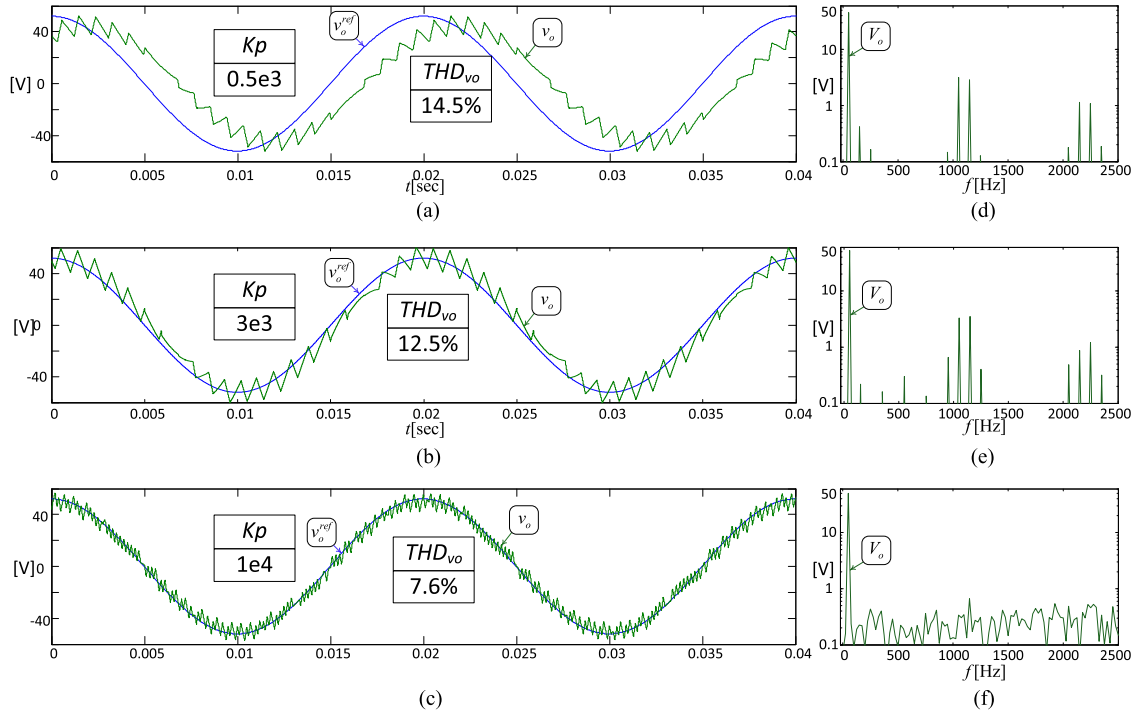 40
[V] 0
-40
0 0.005 0.01 0.015 0.02 0.025 0.03 0.035 0.04
t[sec]
Kp
0.5e3
v_o^ref
THD_vo
14.5%
v_o
(a)
50
10
[V]
1
0.1
0 500 1000 1500 2000 2500
f[Hz]
V_o
(d)
40
[V] 0
-40
0 0.005 0.01 0.015 0.02 0.025 0.03 0.035 0.04
t[sec]
Kp
3e3
v_o^ref
THD_vo
12.5%
v_o
(b)
50
10
[V]
1
0.1
0 500 1000 1500 2000 2500
f[Hz]
V_o
(e)
40
[V] 0
-40
0 0.005 0.01 0.015 0.02 0.025 0.03 0.035 0.04
Kp
1e4
v_o^ref
THD_vo
7.6%
v_o
(c)
50
10
[V]
1
0.1
0 500 1000 1500 2000 2500
f[Hz]
V_o
(f)